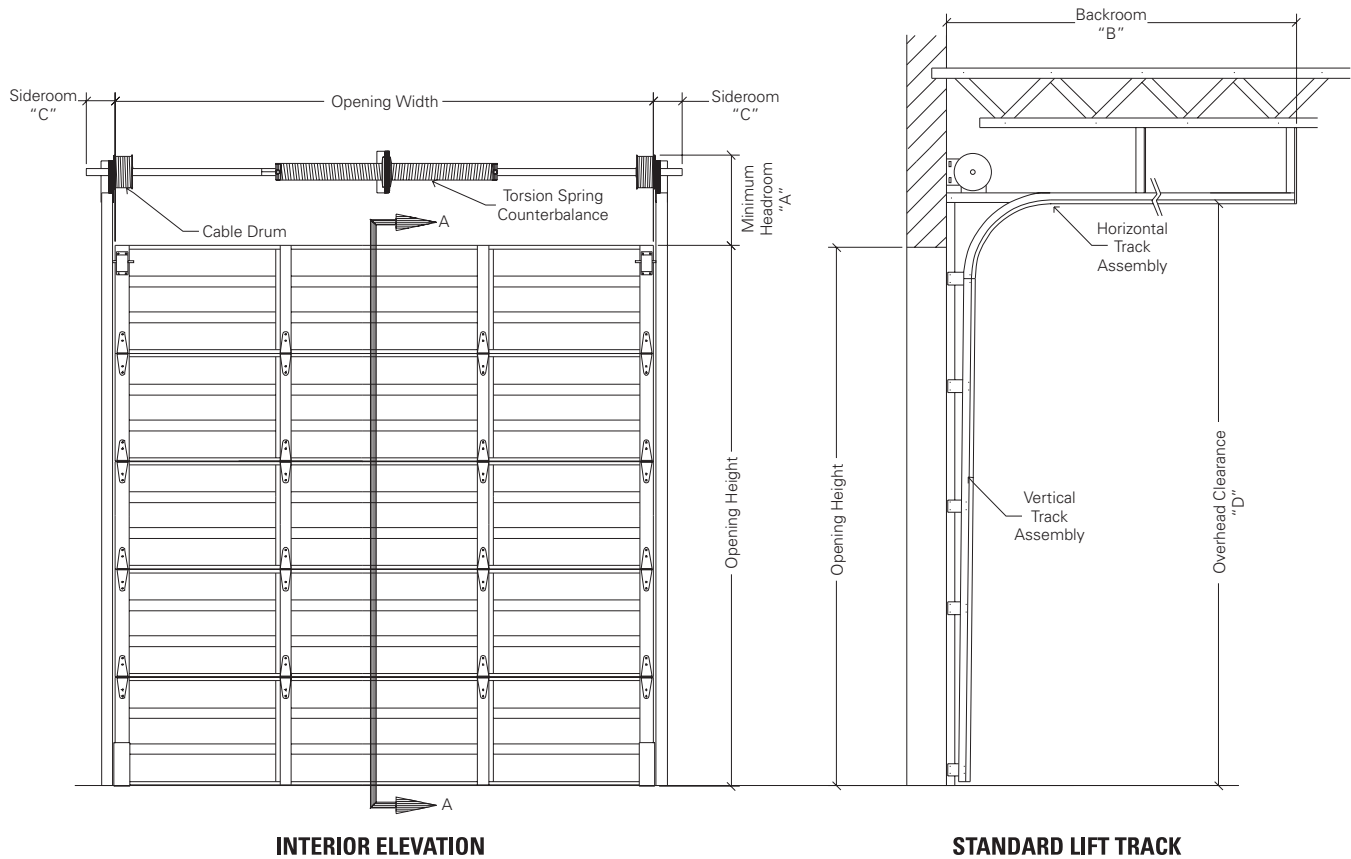 Sideroom
"C"
Opening Width
Sideroom
"C"
Torsion Spring
Counterbalance
Cable Drum
Minimum
Headroom
"A"
A
Opening Height
A
INTERIOR ELEVATION
Backroom
"B"
Horizontal
Track
Assembly
Opening Height
Vertical
Track
Assembly
Overhead Clearance
"D"
STANDARD LIFT TRACK